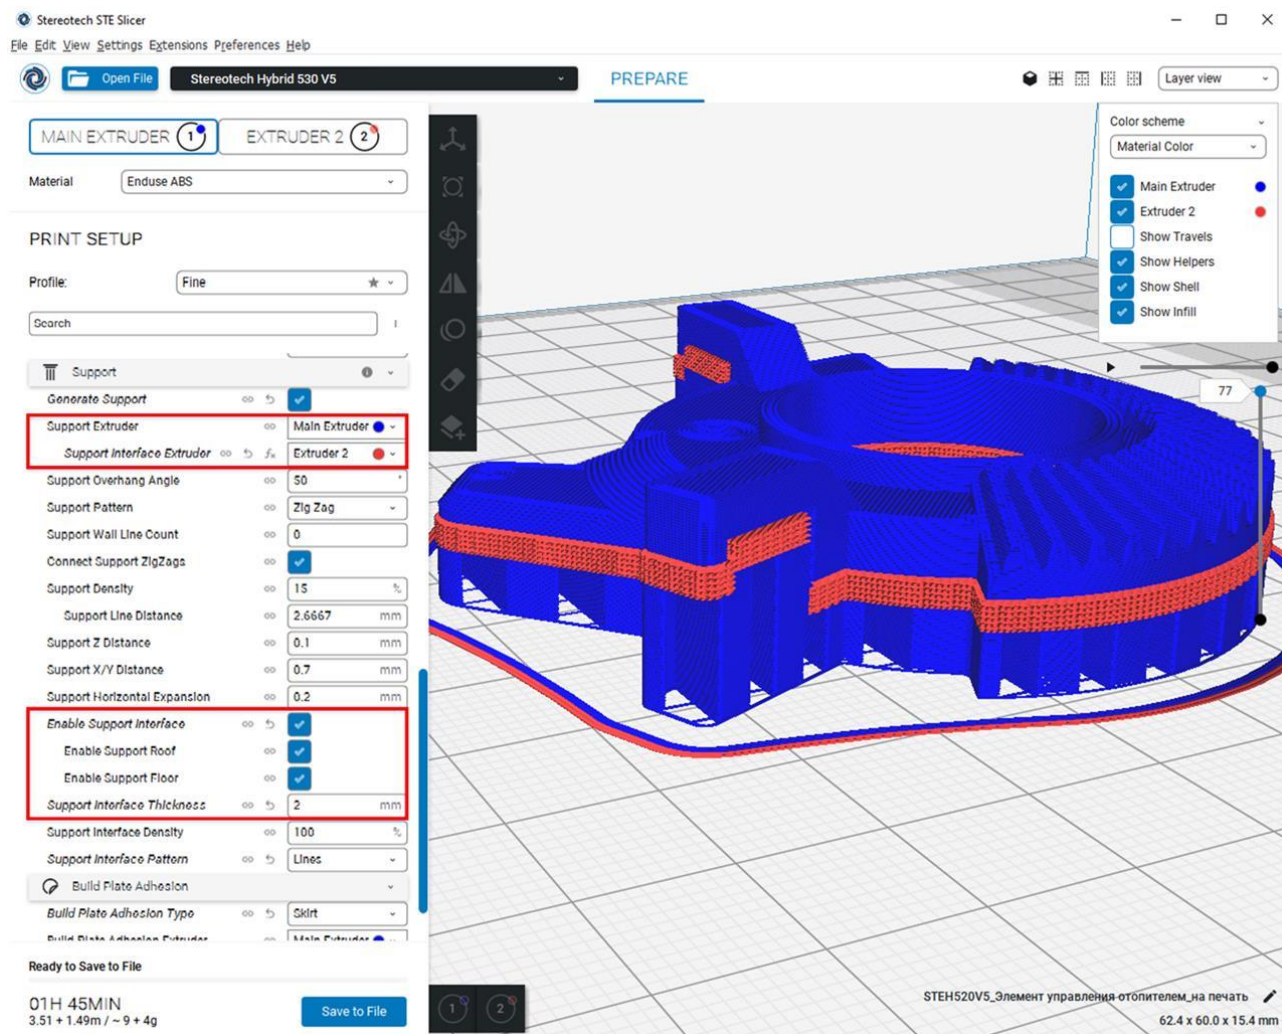 Stereotech STE Slicer
File Edit View Settings Extensions Preferences Help
Open File
Stereotech Hybrid 530 V5
PREPARE
Layer view
MAIN EXTRUDER 1
EXTRUDER 2 2
Material
Enduse ABS
PRINT SETUP
Profile:
Fine
Search
Support
Generate Support
Support Extruder
Main Extruder
Support Interface Extruder
Extruder 2
Support Overhang Angle
50 °
Support Pattern
Zig Zag
Support Wall Line Count
0
Connect Support ZigZags
Support Density
15 %
Support Line Distance
2.6667 mm
Support Z Distance
0.1 mm
Support X/Y Distance
0.7 mm
Support Horizontal Expansion
0.2 mm
Enable Support Interface
Enable Support Roof
Enable Support Floor
Support Interface Thickness
2 mm
Support Interface Density
100 %
Support Interface Pattern
Lines
Build Plate Adhesion
Build Plate Adhesion Type
Skirt
Build Plate Adhesion Extruder
Main Extruder
Ready to Save to File
01H 45MIN
3.51 + 1.49m / ~ 9 + 4g
Save to File
Color scheme
Material Color
Main Extruder
Extruder 2
Show Travels
Show Helpers
Show Shell
Show Infill
77
1
2
STEH520V5_Элемент управления отопителем_на печать
62.4 x 60.0 x 15.4 mm